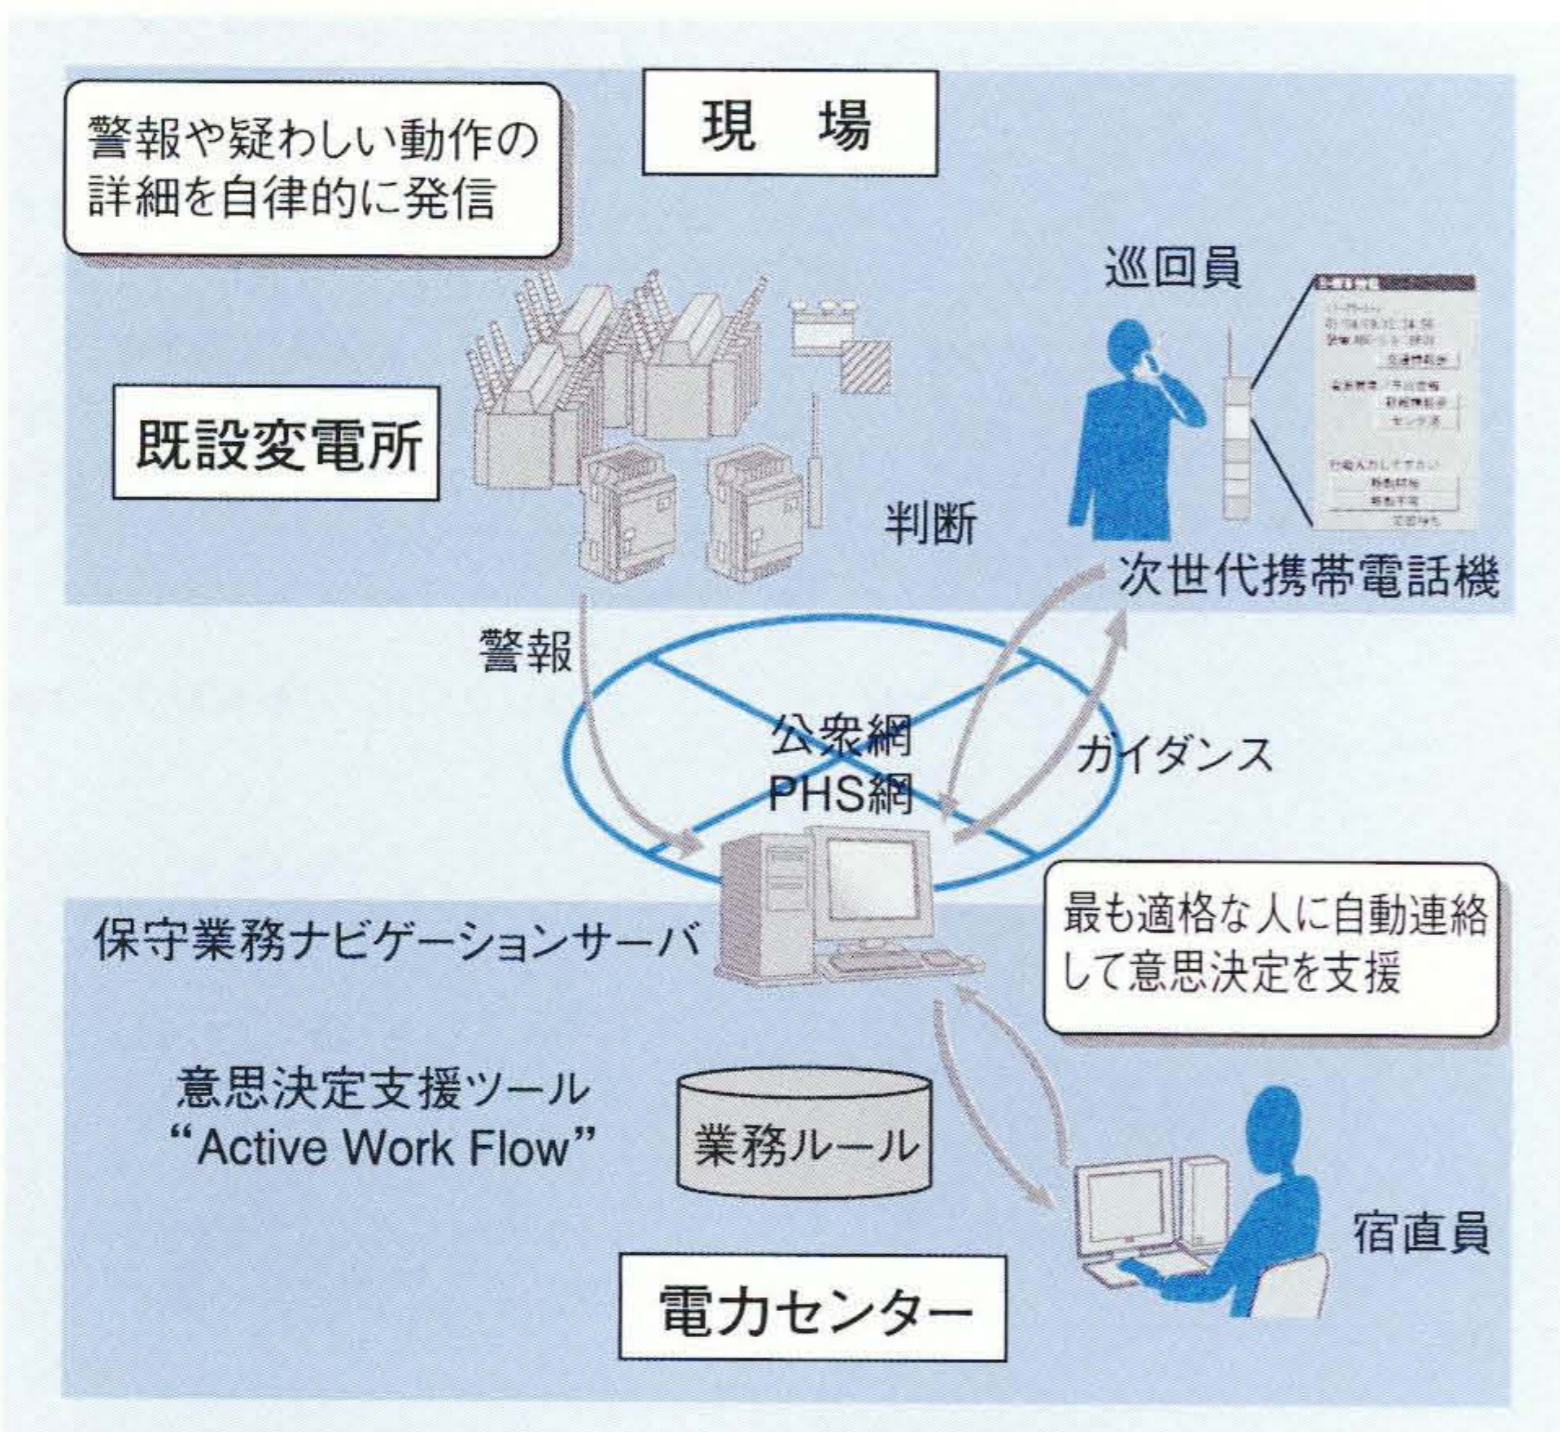 現 場
警報や疑わしい動作の
詳細を自律的に発信
巡回員
既設変電所
判断
次世代携帯電話機
警報
公衆網
PHS網
ガイダンス
保守業務ナビゲーションサーバ
最も適格な人に自動連絡
して意思決定を支援
意思決定支援ツール
“Active Work Flow”
業務ルール
宿直員
電力センター